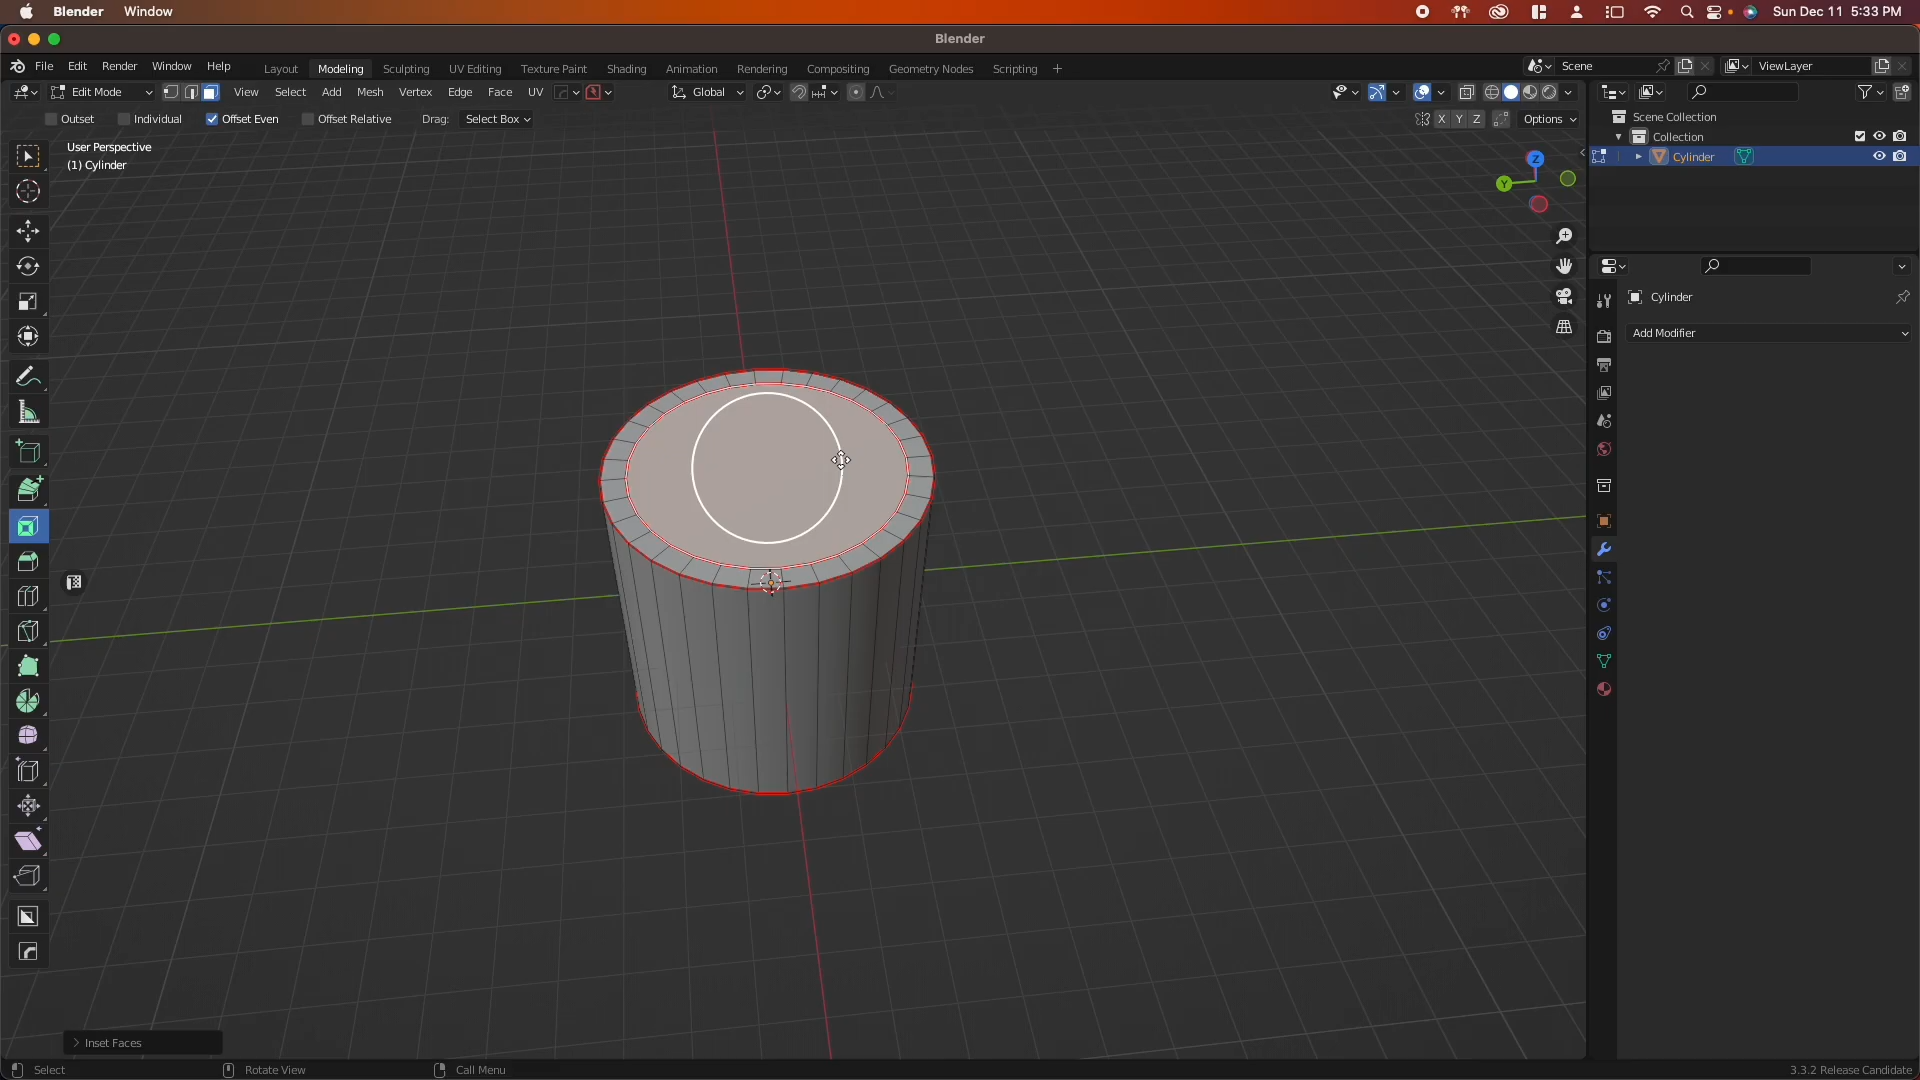 Blender Window Sun Dec 11 5:33 PM
Blender
File Edit Render Window Help Layout Modeling Sculpting UV Editing Texture Paint Shading Animation Rendering Compositing Geometry Nodes Scripting + Scene ViewLayer
Edit Mode View Select Add Mesh Vertex Edge Face UV Global
Outset Individual Offset Even Offset Relative Drag: Select Box X Y Z Options
Scene Collection
Collection
Cylinder
User Perspective
(1) Cylinder
Z
Y
Cylinder
Add Modifier
Inset Faces
Select Rotate View Call Menu 3.3.2 Release Candidate